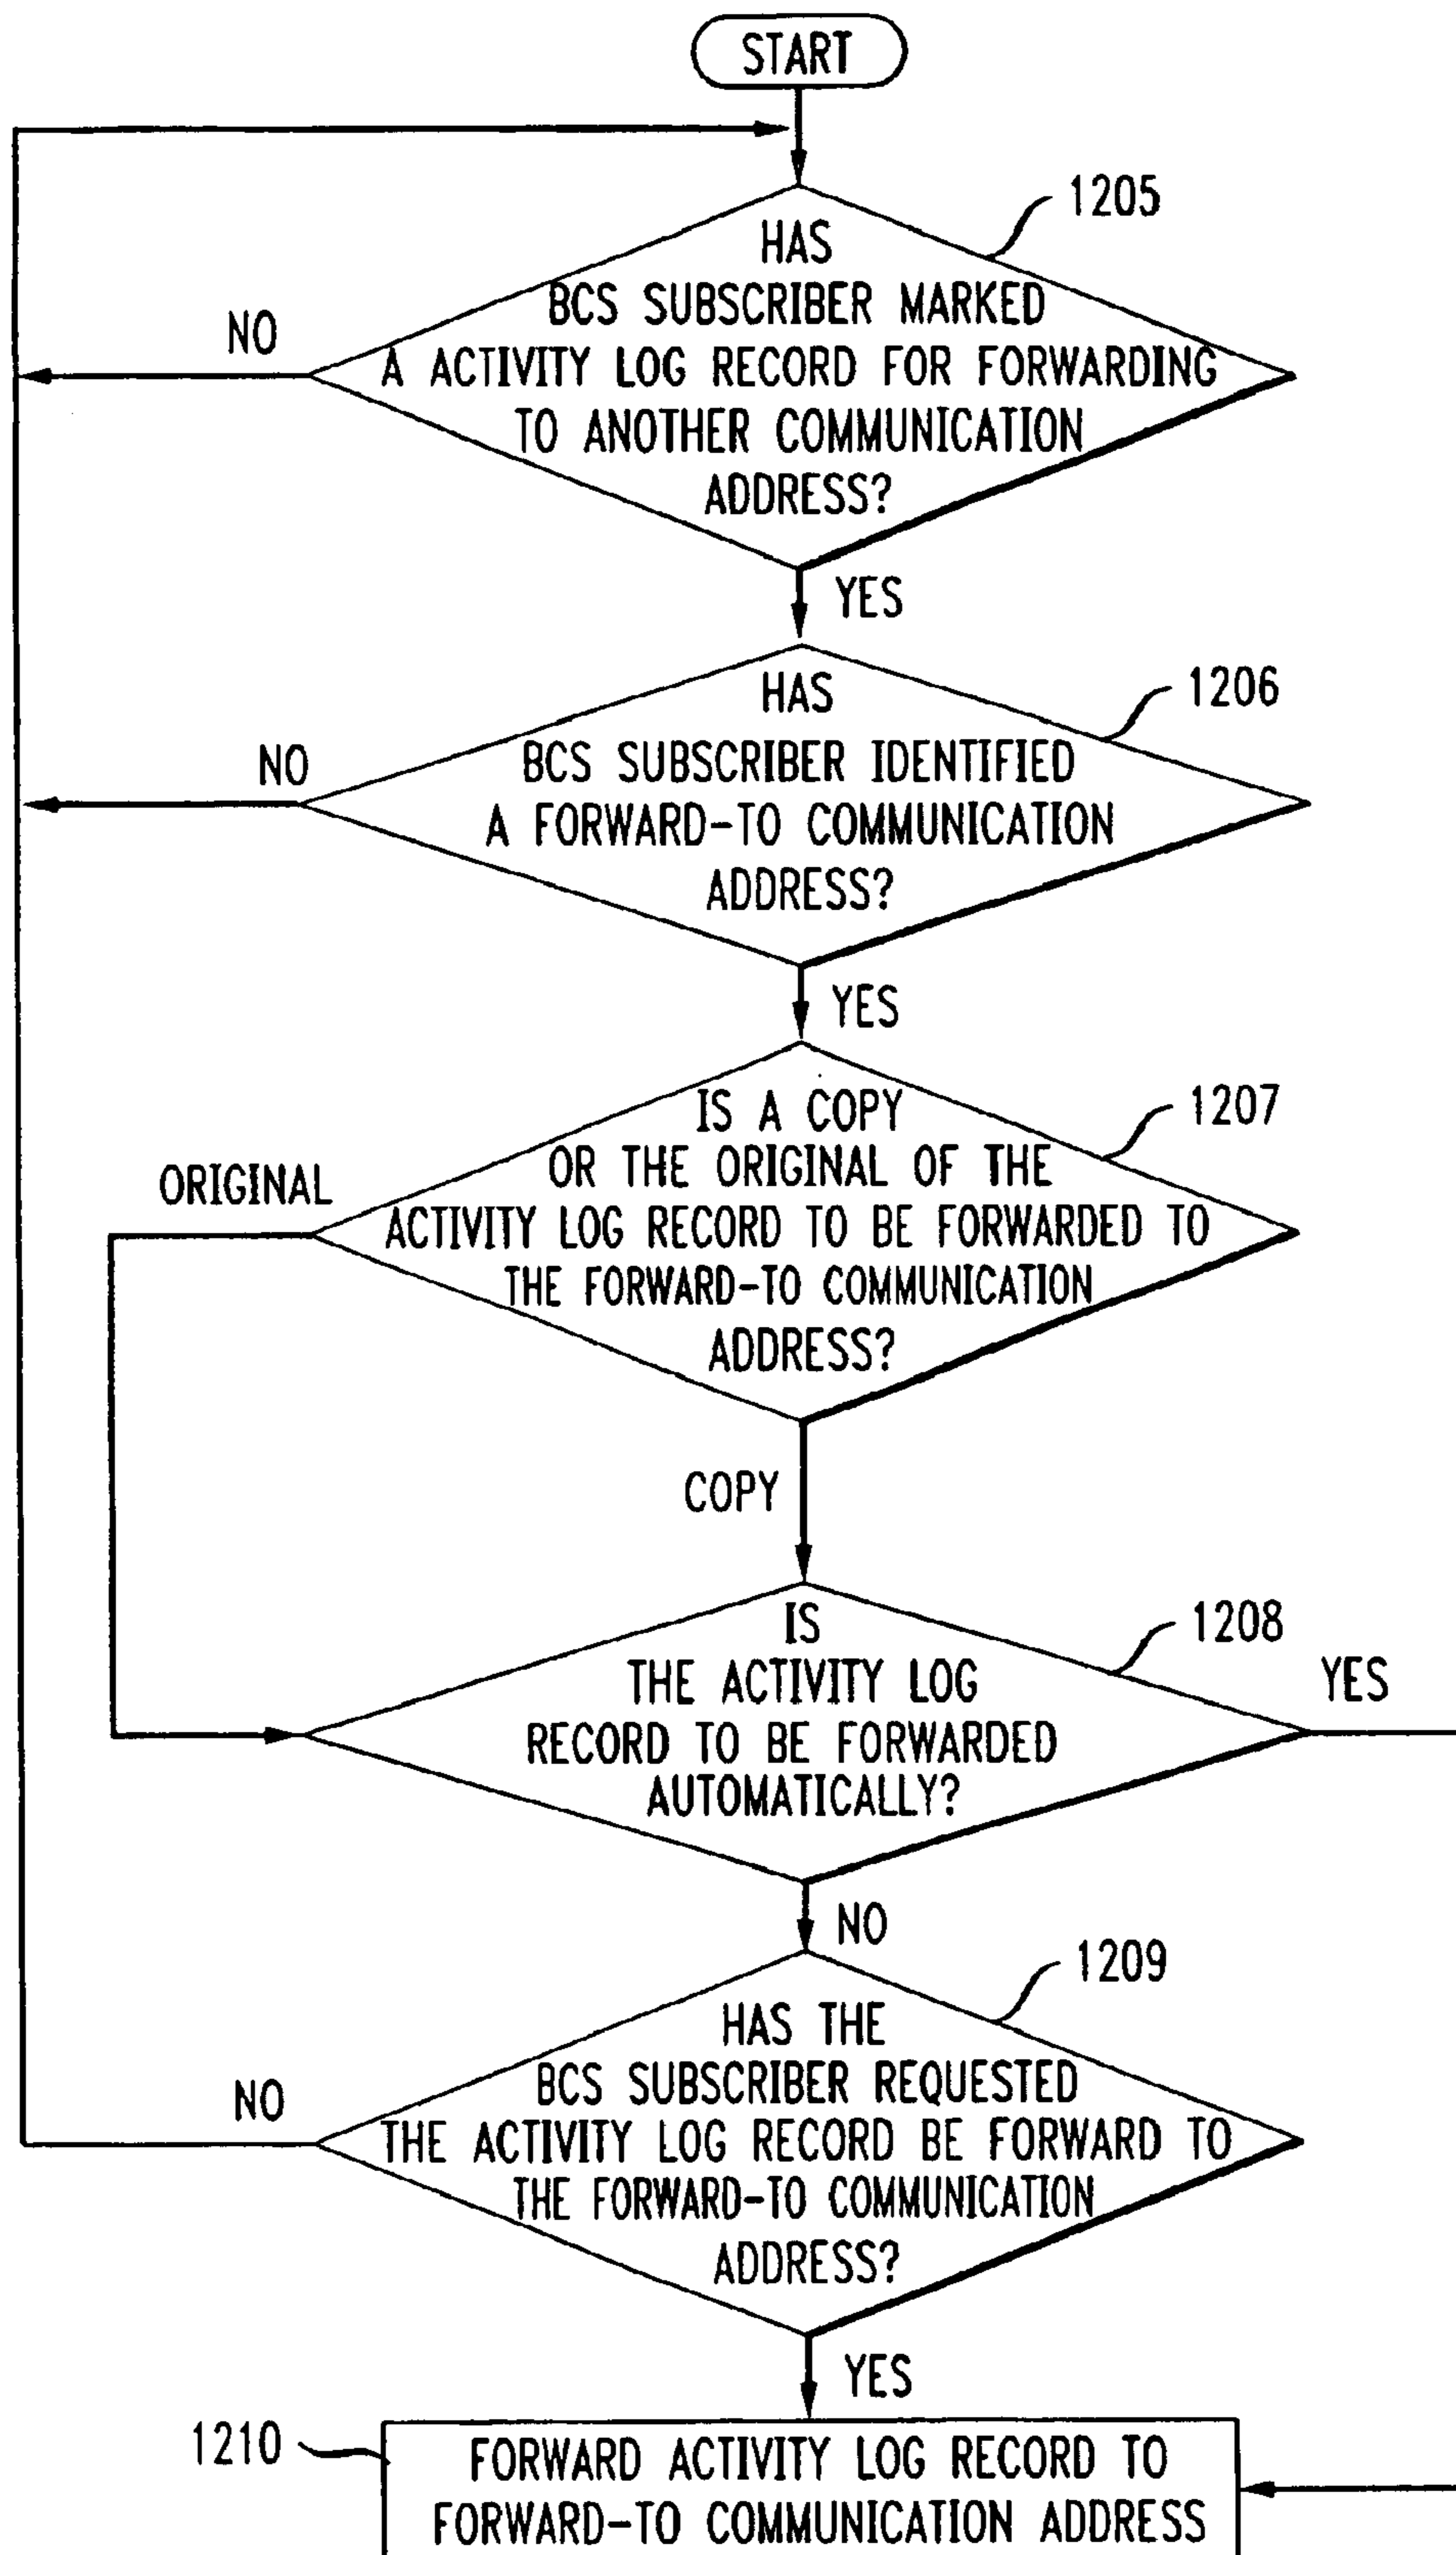 START
1205
HAS
BCS SUBSCRIBER MARKED
A ACTIVITY LOG RECORD FOR FORWARDING
TO ANOTHER COMMUNICATION
ADDRESS?
NO
YES
1206
HAS
BCS SUBSCRIBER IDENTIFIED
A FORWARD-TO COMMUNICATION
ADDRESS?
NO
YES
1207
IS A COPY
OR THE ORIGINAL OF THE
ACTIVITY LOG RECORD TO BE FORWARDED TO
THE FORWARD-TO COMMUNICATION
ADDRESS?
ORIGINAL
COPY
1208
IS
THE ACTIVITY LOG
RECORD TO BE FORWARDED
AUTOMATICALLY?
YES
NO
1209
HAS THE
BCS SUBSCRIBER REQUESTED
THE ACTIVITY LOG RECORD BE FORWARD TO
THE FORWARD-TO COMMUNICATION
ADDRESS?
NO
YES
1210
FORWARD ACTIVITY LOG RECORD TO
FORWARD-TO COMMUNICATION ADDRESS